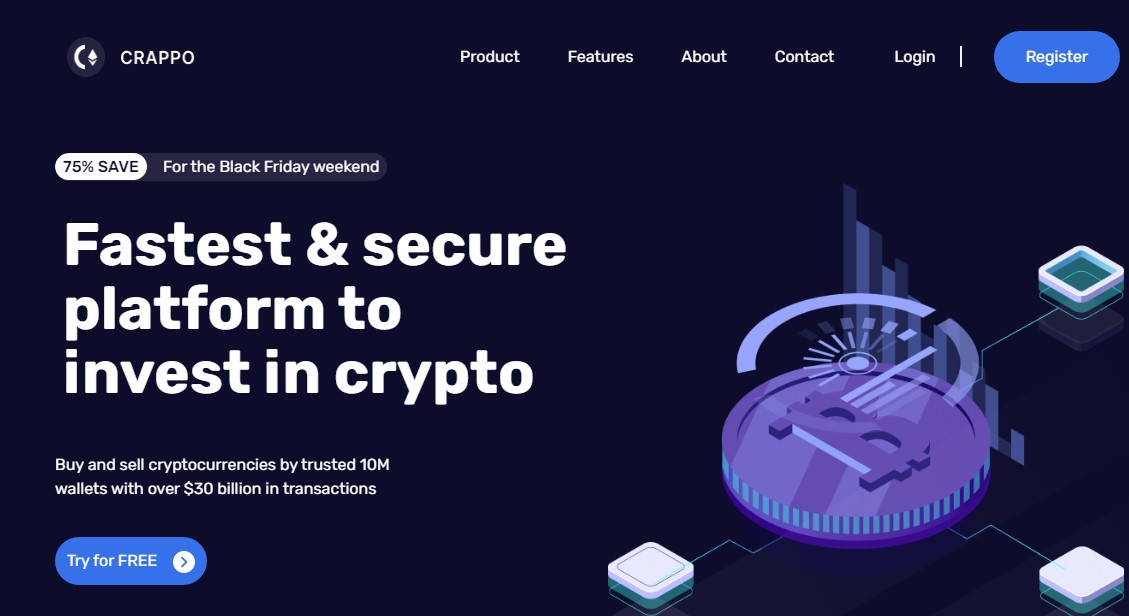 CRAPPO
Product Features About Contact Login Register
75% SAVE For the Black Friday weekend
Fastest & secure
platform to
invest in crypto
Buy and sell cryptocurrencies by trusted 10M
wallets with over $30 billion in transactions
Try for FREE